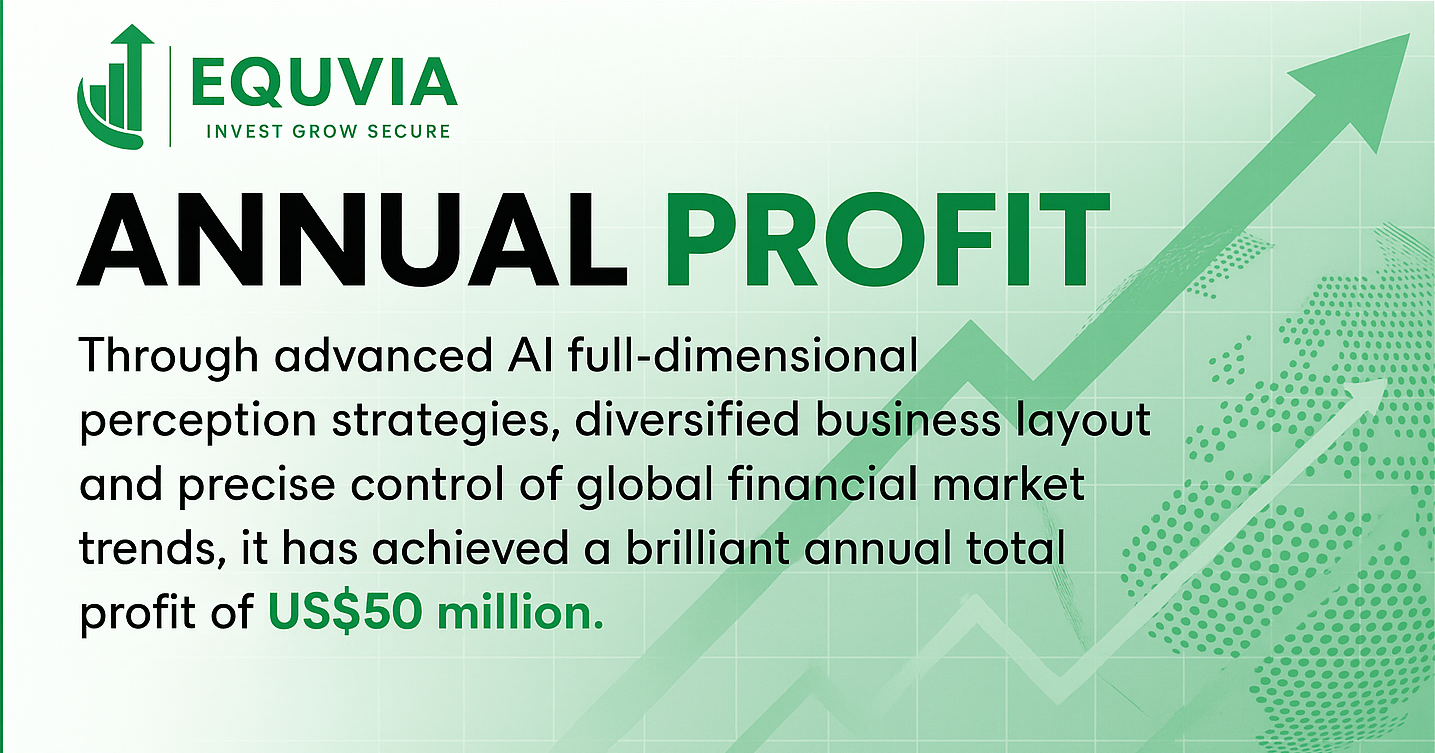 EQUVIA
INVEST GROW SECURE
ANNUAL PROFIT
Through advanced AI full-dimensional
perception strategies, diversified business layout
and precise control of global financial market
trends, it has achieved a brilliant annual total
profit of US$50 million.